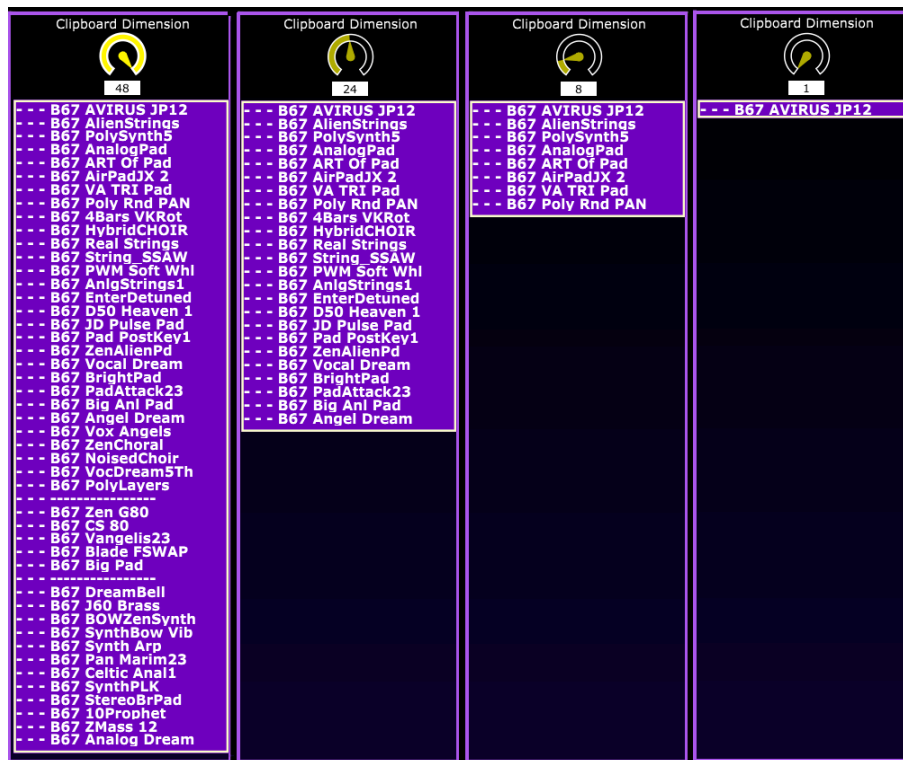 Clipboard Dimension
48
- - - B67 AVIRUS JP12
- - - B67 AlienStrings
- - - B67 PolySynth5
- - - B67 AnalogPad
- - - B67 ART Of Pad
- - - B67 AirPadJX 2
- - - B67 VA TRI Pad
- - - B67 Poly Rnd PAN
- - - B67 4Bars VKRot
- - - B67 HybridCHOIR
- - - B67 Real Strings
- - - B67 String_SSAW
- - - B67 PWM Soft Whl
- - - B67 AnlgStrings1
- - - B67 EnterDetuned
- - - B67 D50 Heaven 1
- - - B67 JD Pulse Pad
- - - B67 Pad PostKey1
- - - B67 ZenAlienPd
- - - B67 Vocal Dream
- - - B67 BrightPad
- - - B67 PadAttack23
- - - B67 Big Anl Pad
- - - B67 Angel Dream
- - - B67 Vox Angels
- - - B67 ZenChoral
- - - B67 NoisedChoir
- - - B67 VocDream5Th
- - - B67 PolyLayers
- - - ----------------
- - - B67 Zen G80
- - - B67 CS 80
- - - B67 Vangelis23
- - - B67 Blade FSWAP
- - - B67 Big Pad
- - - ----------------
- - - B67 DreamBell
- - - B67 J60 Brass
- - - B67 BOWZenSynth
- - - B67 SynthBow Vib
- - - B67 Synth Arp
- - - B67 Pan Marim23
- - - B67 Celtic Anal1
- - - B67 SynthPLK
- - - B67 StereoBrPad
- - - B67 10Prophet
- - - B67 ZMass 12
- - - B67 Analog Dream
Clipboard Dimension
24
- - - B67 AVIRUS JP12
- - - B67 AlienStrings
- - - B67 PolySynth5
- - - B67 AnalogPad
- - - B67 ART Of Pad
- - - B67 AirPadJX 2
- - - B67 VA TRI Pad
- - - B67 Poly Rnd PAN
- - - B67 4Bars VKRot
- - - B67 HybridCHOIR
- - - B67 Real Strings
- - - B67 String_SSAW
- - - B67 PWM Soft Whl
- - - B67 AnlgStrings1
- - - B67 EnterDetuned
- - - B67 D50 Heaven 1
- - - B67 JD Pulse Pad
- - - B67 Pad PostKey1
- - - B67 ZenAlienPd
- - - B67 Vocal Dream
- - - B67 BrightPad
- - - B67 PadAttack23
- - - B67 Big Anl Pad
- - - B67 Angel Dream
Clipboard Dimension
8
- - - B67 AVIRUS JP12
- - - B67 AlienStrings
- - - B67 PolySynth5
- - - B67 AnalogPad
- - - B67 ART Of Pad
- - - B67 AirPadJX 2
- - - B67 VA TRI Pad
- - - B67 Poly Rnd PAN
Clipboard Dimension
1
- - - B67 AVIRUS JP12